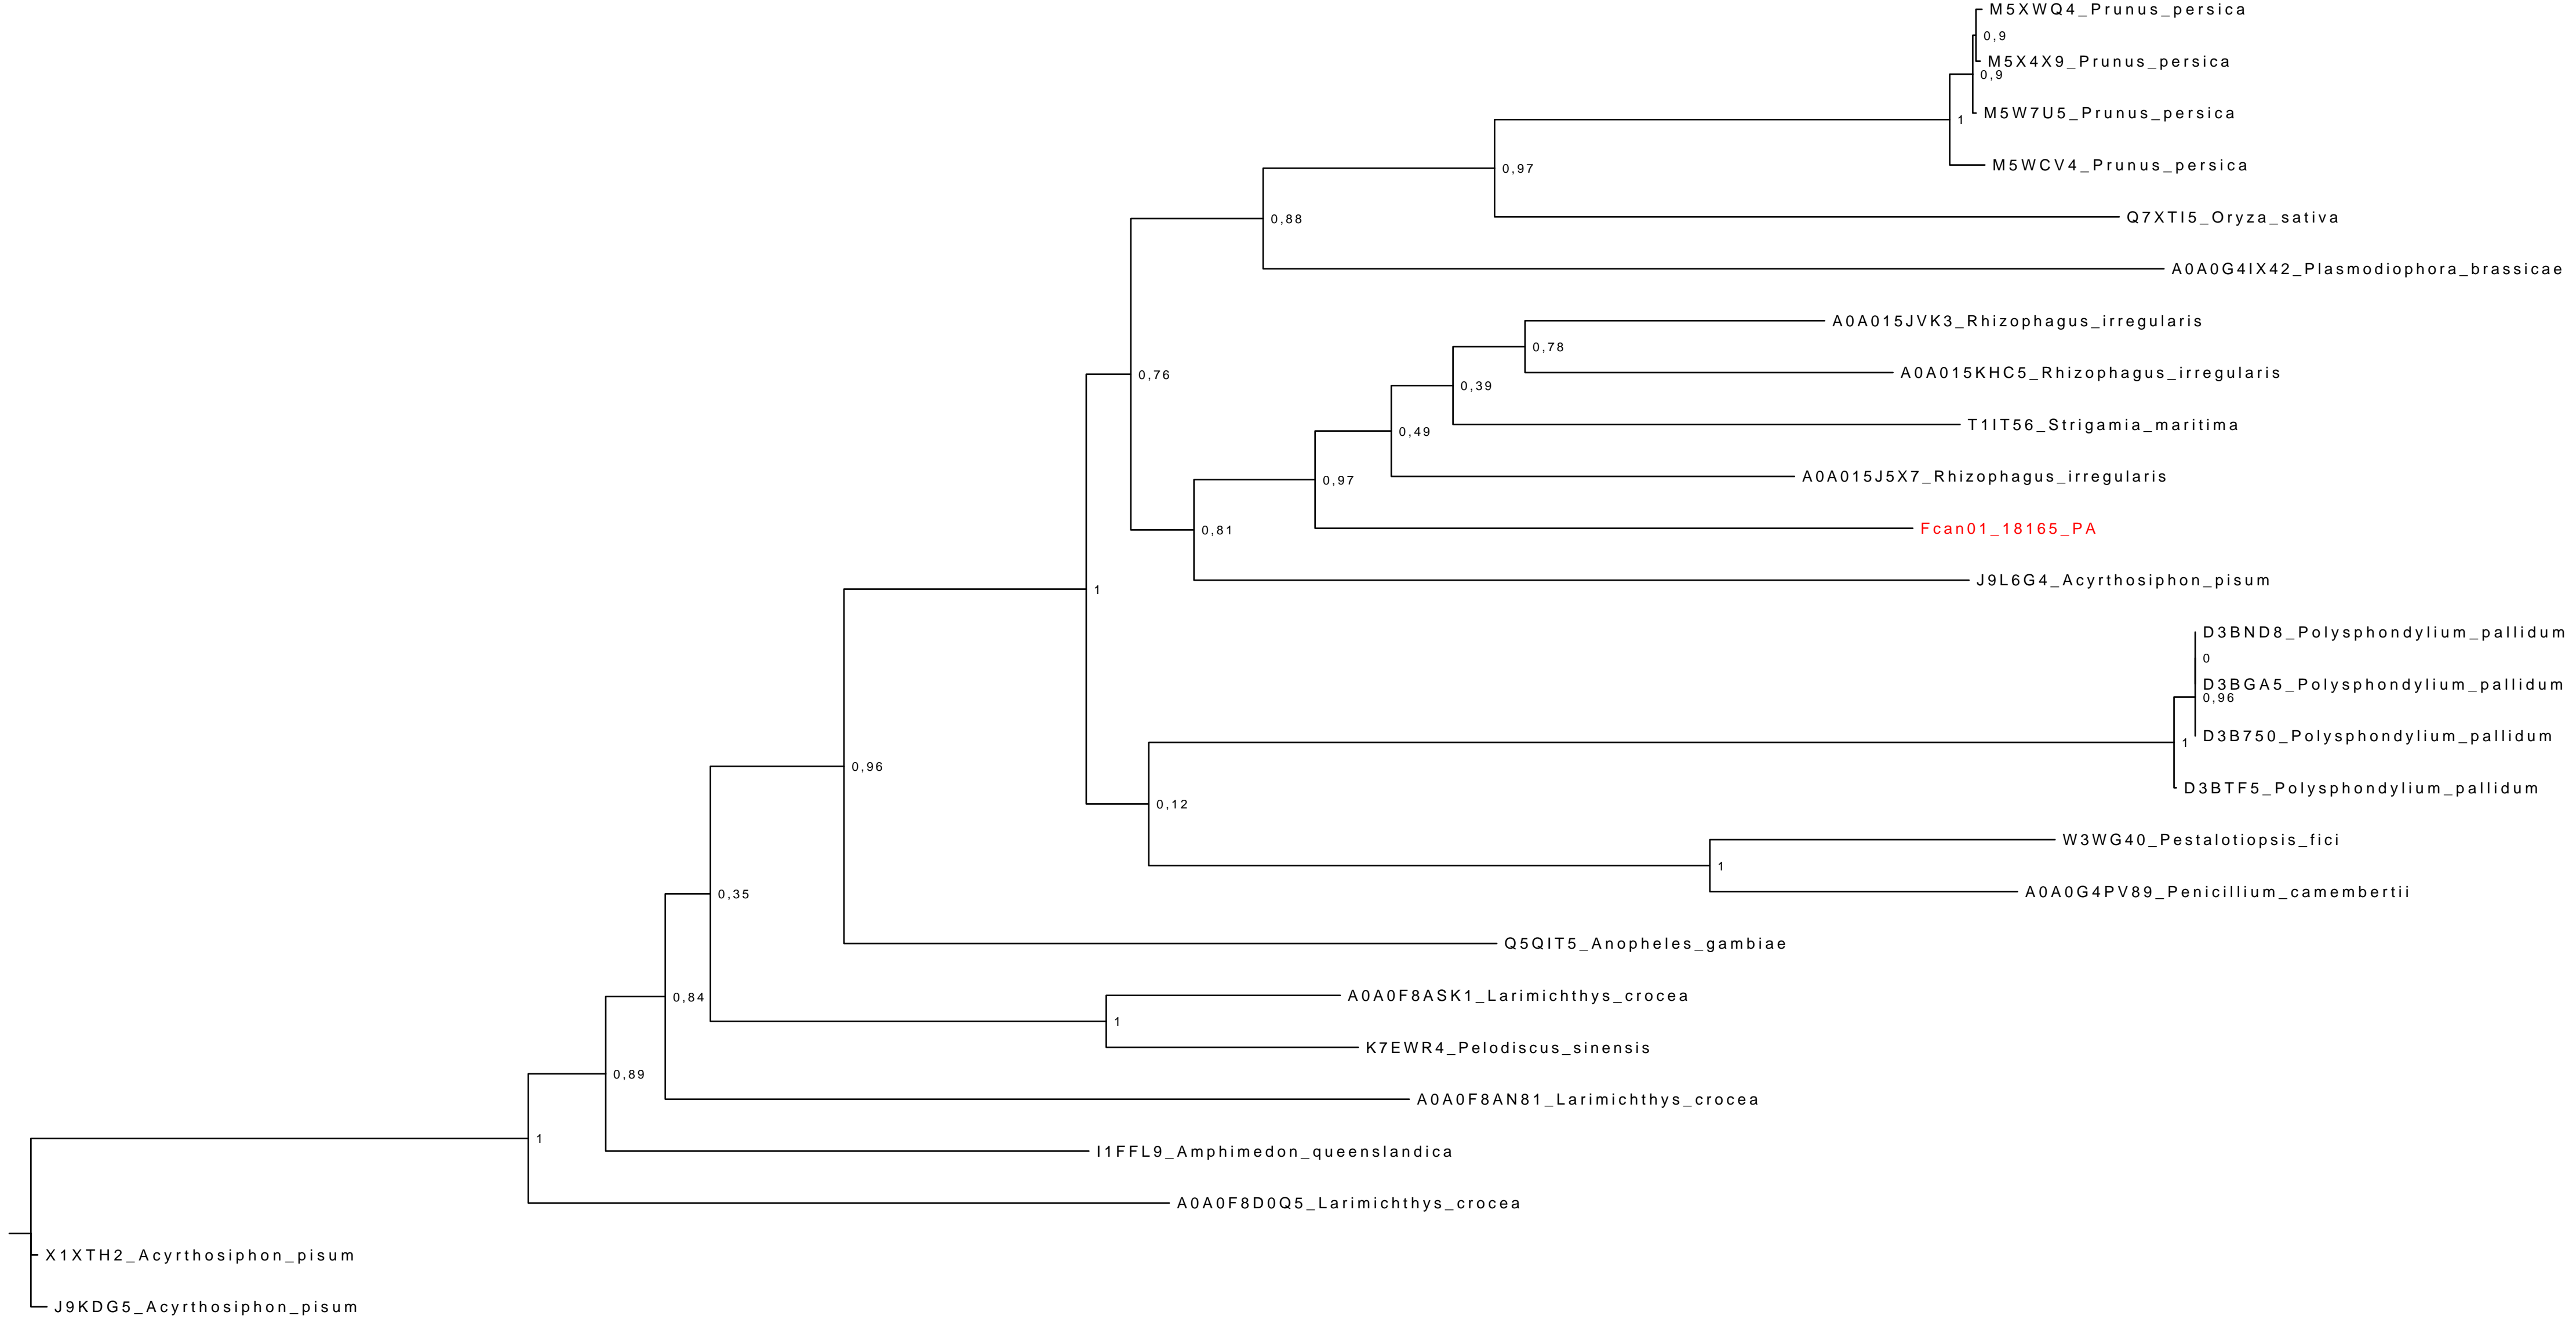 M5XWQ4_Prunus_persica
0,9
M5X4X9_Prunus_persica
0,9
M5W7U5_Prunus_persica
1
M5WCV4_Prunus_persica
0,97
Q7XTI5_Oryza_sativa
0,88
A0A0G4IX42_Plasmodiophora_brassicae
A0A015JVK3_Rhizophagus_irregularis
0,78
A0A015KHC5_Rhizophagus_irregularis
0,76
0,39
T1IT56_Strigamia_maritima
0,49
A0A015J5X7_Rhizophagus_irregularis
0,97
Fcan01_18165_PA
0,81
J9L6G4_Acyrthosiphon_pisum
1
D3BND8_Polysphondylium_pallidum
0
D3BGA5_Polysphondylium_pallidum
0,96
D3B750_Polysphondylium_pallidum
1
0,96
D3BTF5_Polysphondylium_pallidum
0,12
W3WG40_Pestalotiopsis_fici
1
A0A0G4PV89_Penicillium_camembertii
0,35
Q5QIT5_Anopheles_gambiae
A0A0F8ASK1_Larimichthys_crocea
0,84
1
K7EWR4_Pelodiscus_sinensis
0,89
A0A0F8AN81_Larimichthys_crocea
1
I1FFL9_Amphimedon_queenslandica
A0A0F8D0Q5_Larimichthys_crocea
X1XTH2_Acyrthosiphon_pisum
J9KDG5_Acyrthosiphon_pisum